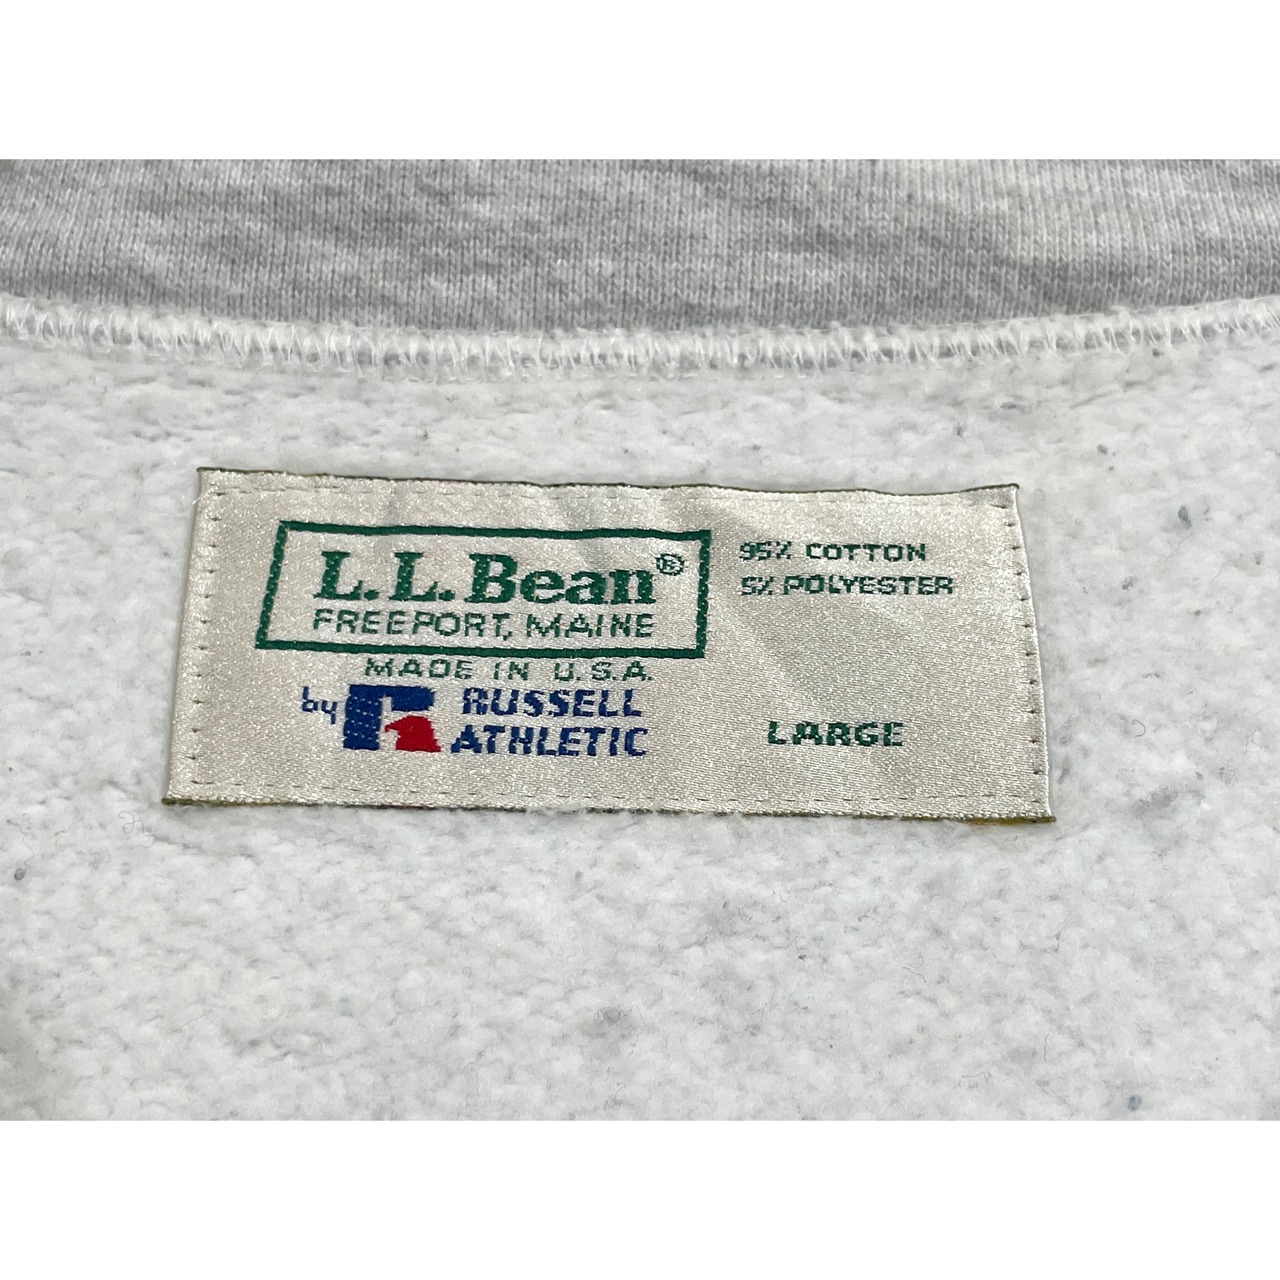 L.L.Bean®
FREEPORT, MAINE
MADE IN U.S.A.
by R RUSSELL
ATHLETIC
95% COTTON
5% POLYESTER
LARGE